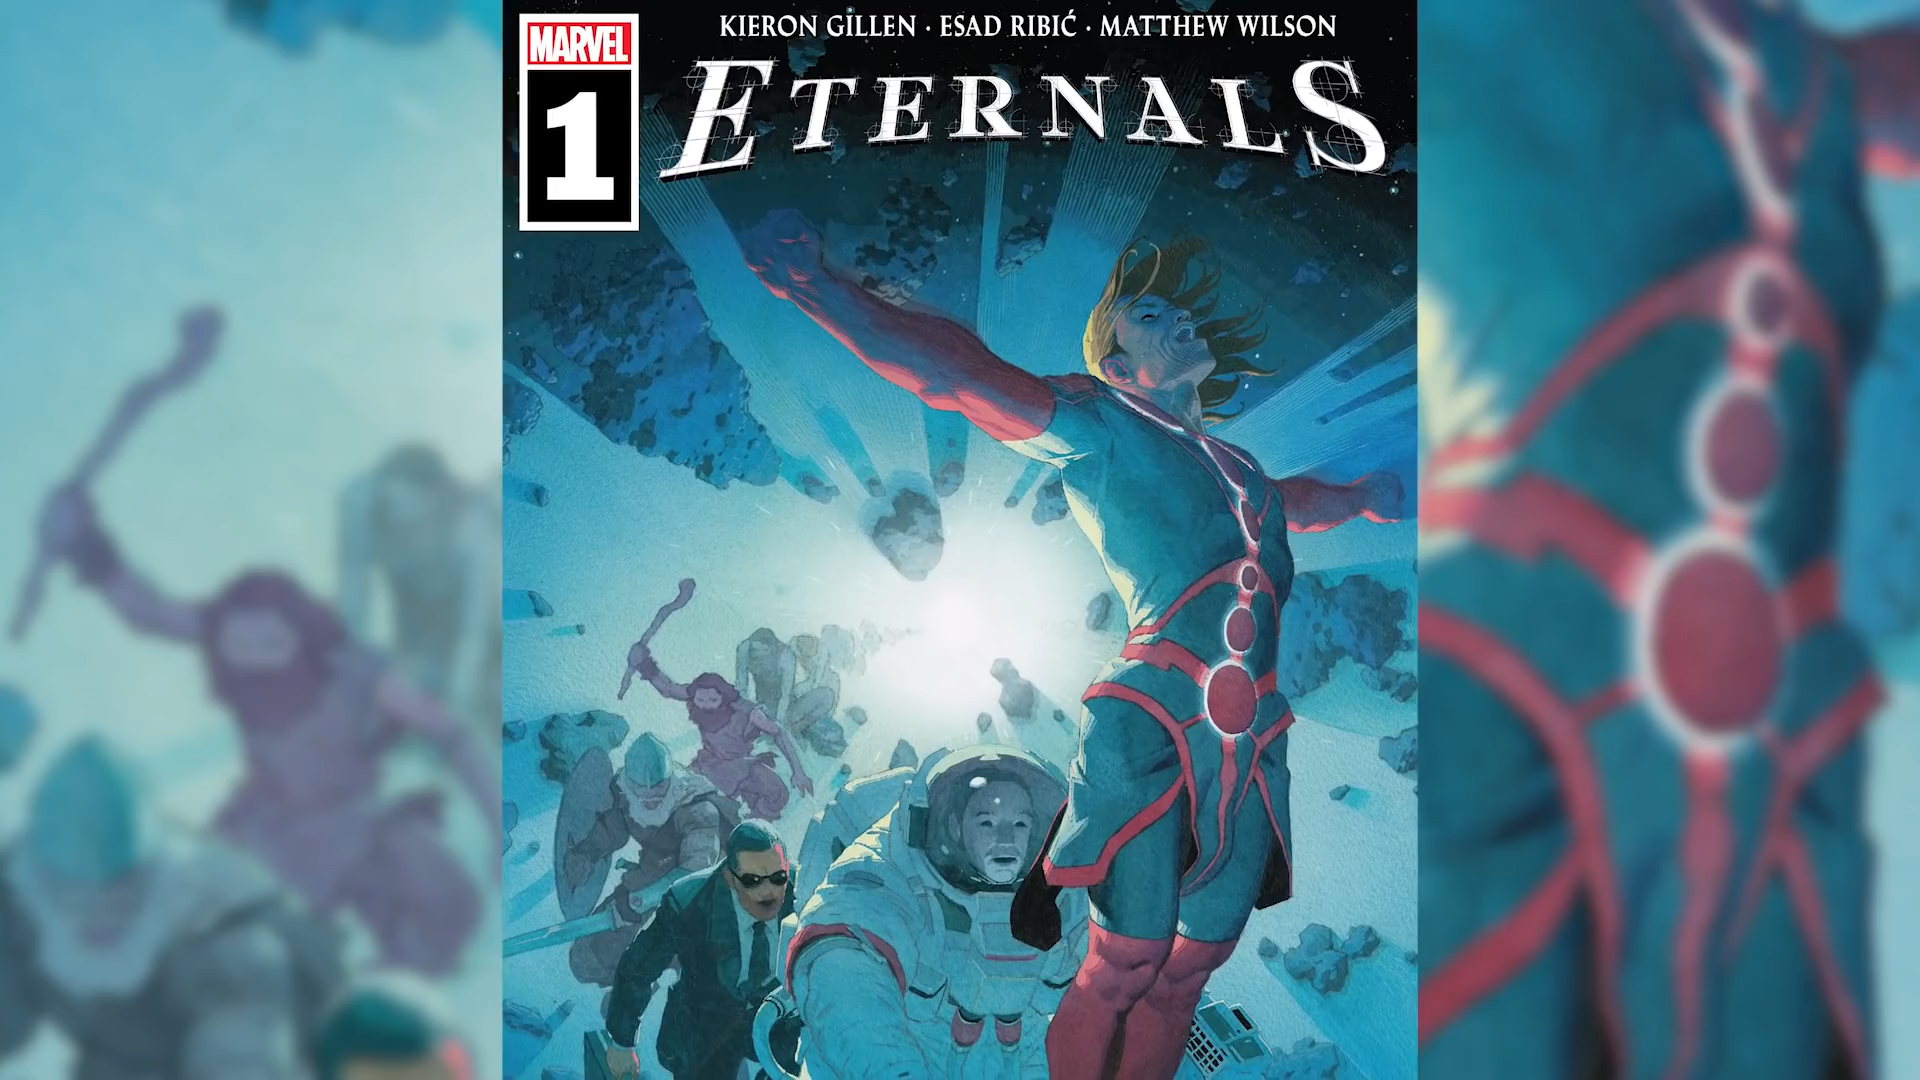 KIERON GILLEN · ESAD RIBIĆ · MATTHEW WILSON
MARVEL
ETERNALS
1